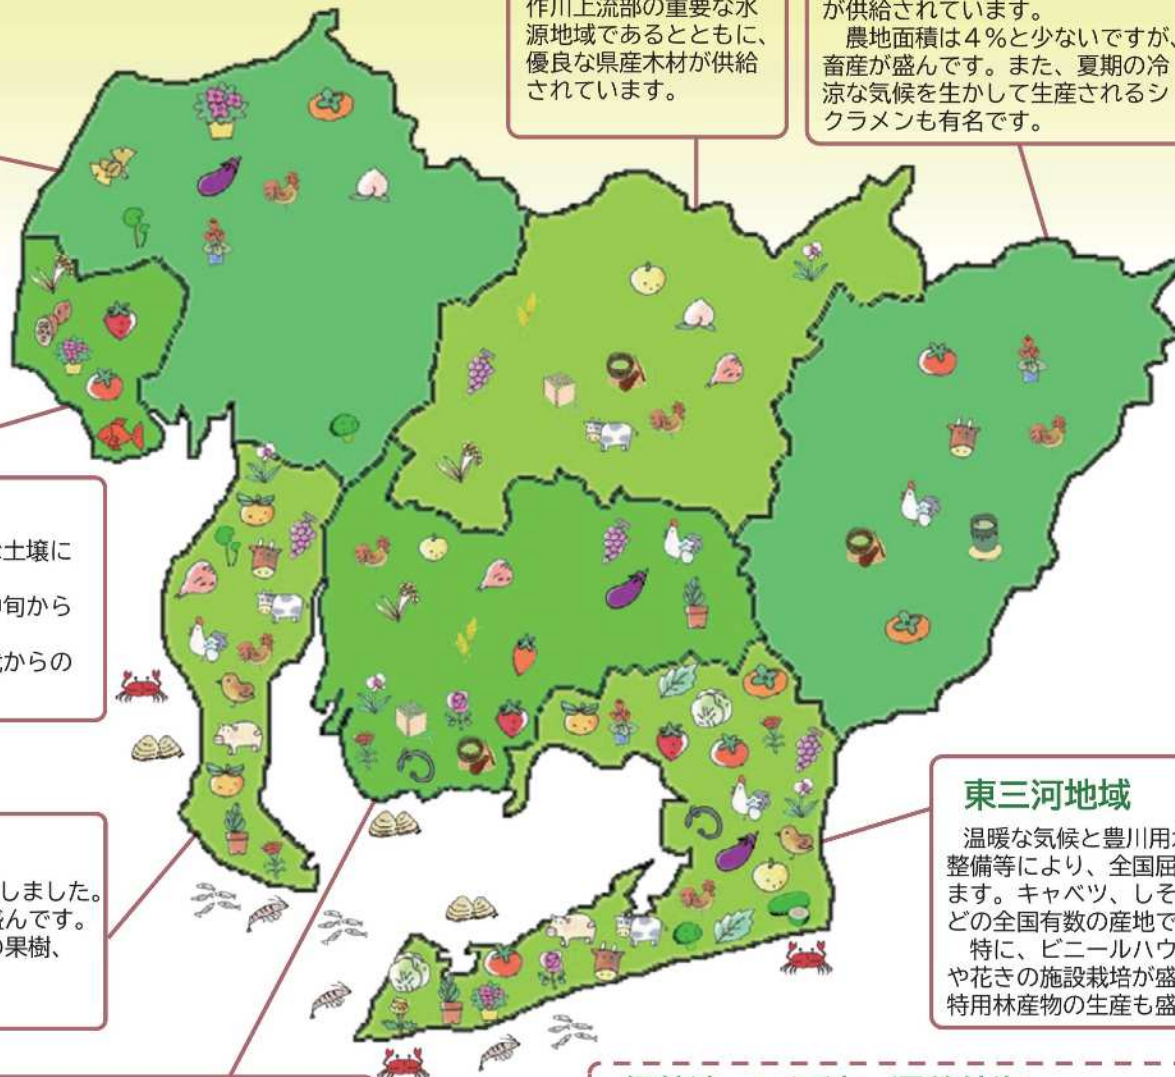 作川上流部の重要な水
源地域であるとともに、
優良な県産木材が供給
されています。
が供給されています。
農地面積は4%と少ないですが、
畜産が盛んです。また、夏期の冷
涼な気候を生かして生産されるシ
クラメンも有名です。
土壌に
旬から
からの
しました。
盛んです。
の果樹、
東三河地域
温暖な気候と豊川用
整備等により、全国屈
ます。キャベツ、しそ
どの全国有数の産地で
特に、ビニールハウ
や花きの施設栽培が盛
特用林産物の生産も盛